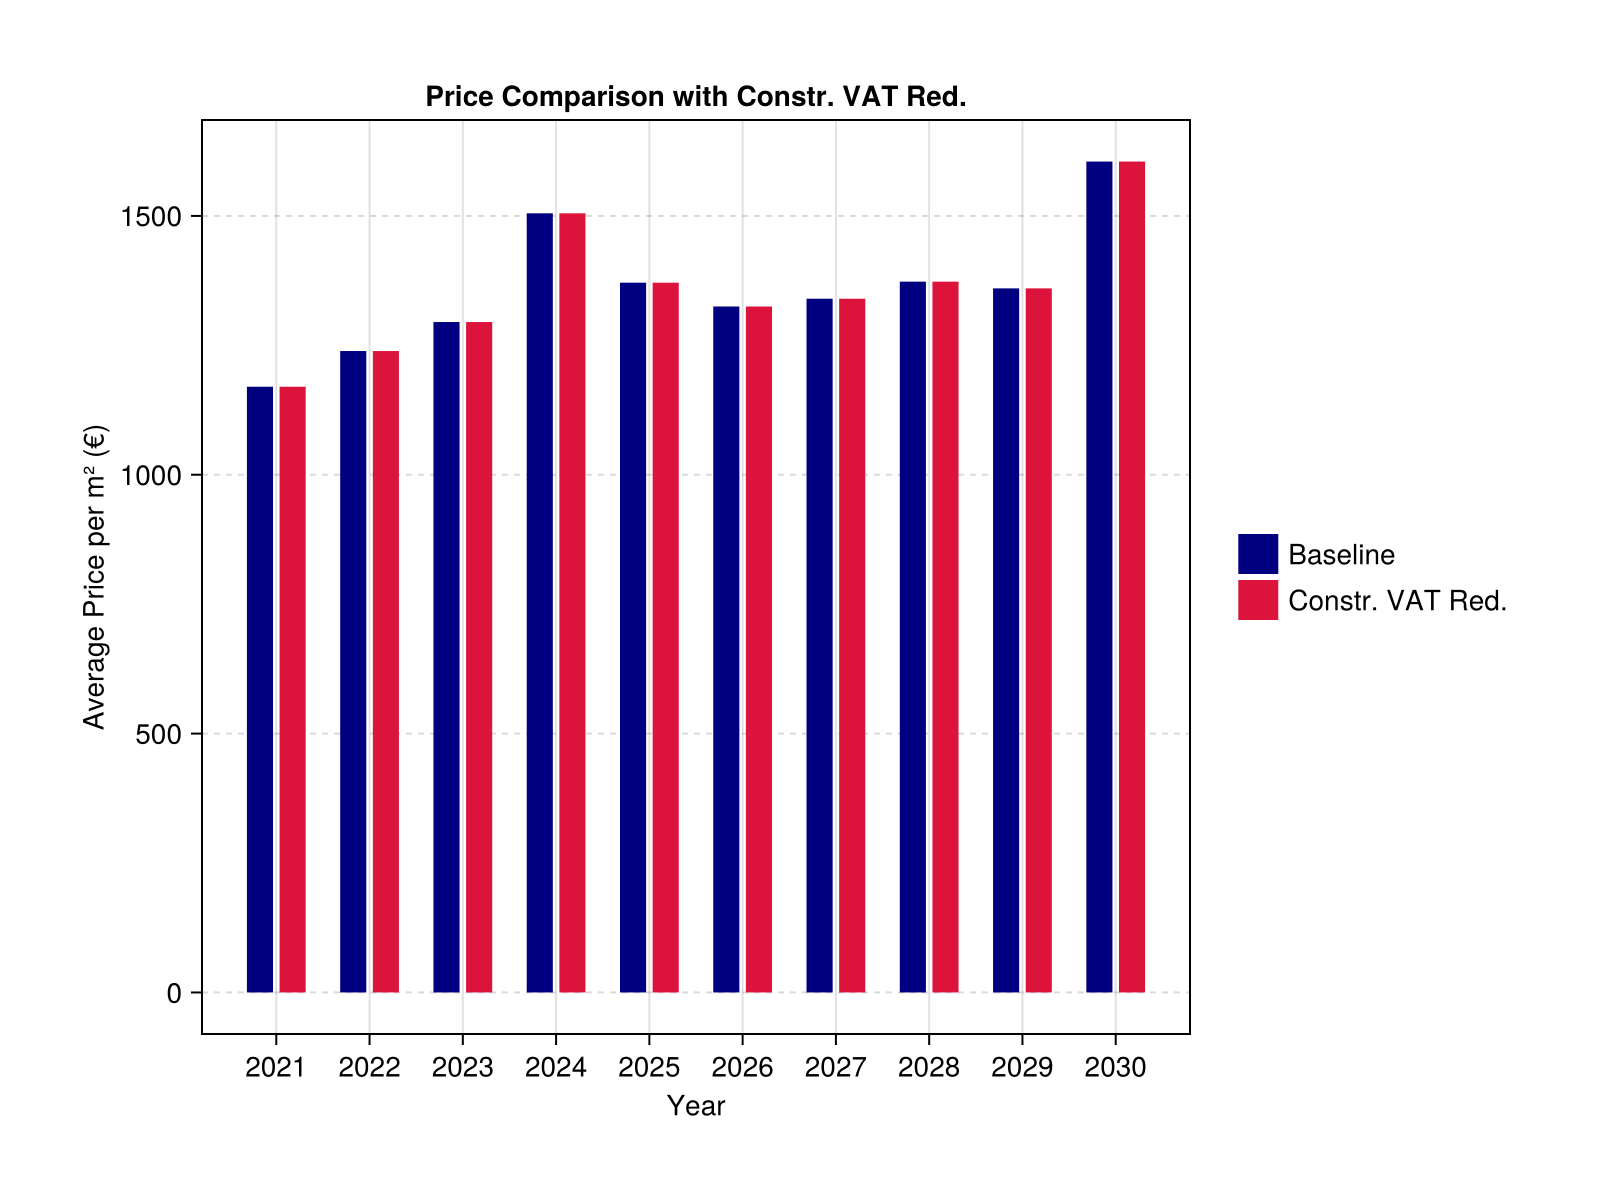 Price Comparison with Constr. VAT Red.
Average Price per m² (€)
1500
1000
500
0
2021 2022 2023 2024 2025 2026 2027 2028 2029 2030
Year
Baseline
Constr. VAT Red.